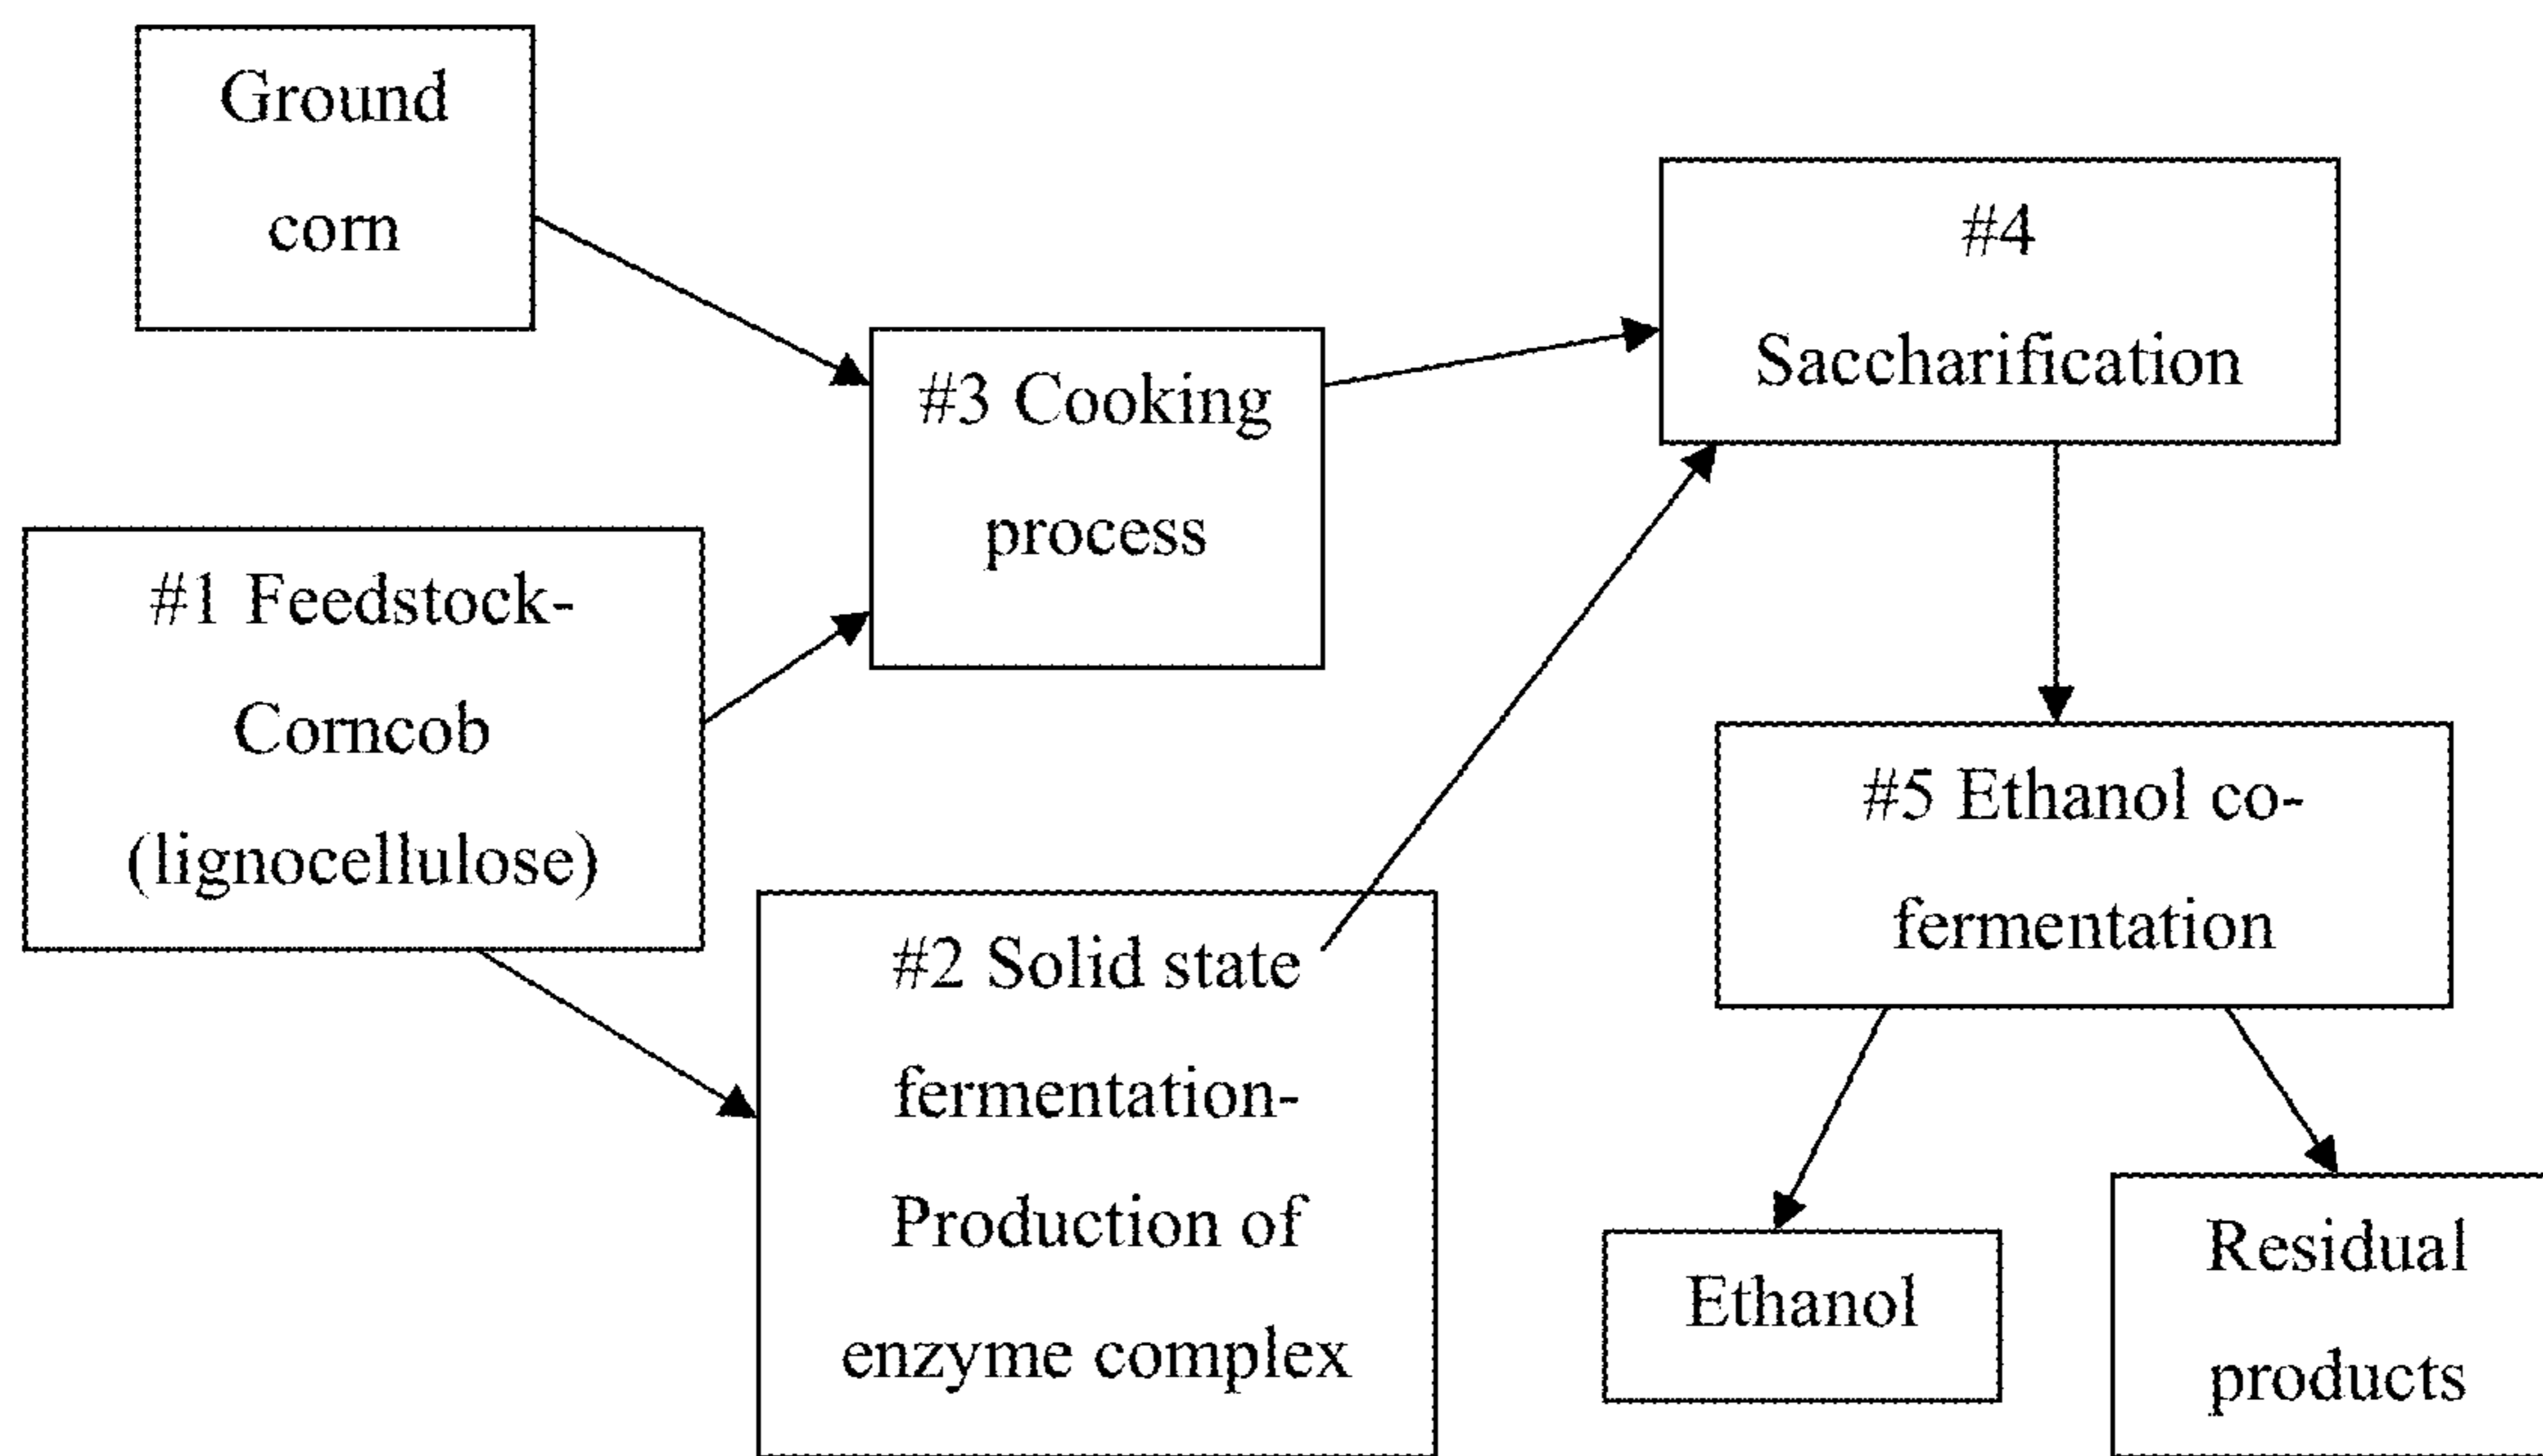 Ground
corn
#1 Feedstock-
Corncob
(lignocellulose)
#2 Solid state
fermentation-
Production of
enzyme complex
#3 Cooking
process
#4
Saccharification
#5 Ethanol co-
fermentation
Ethanol
Residual
products